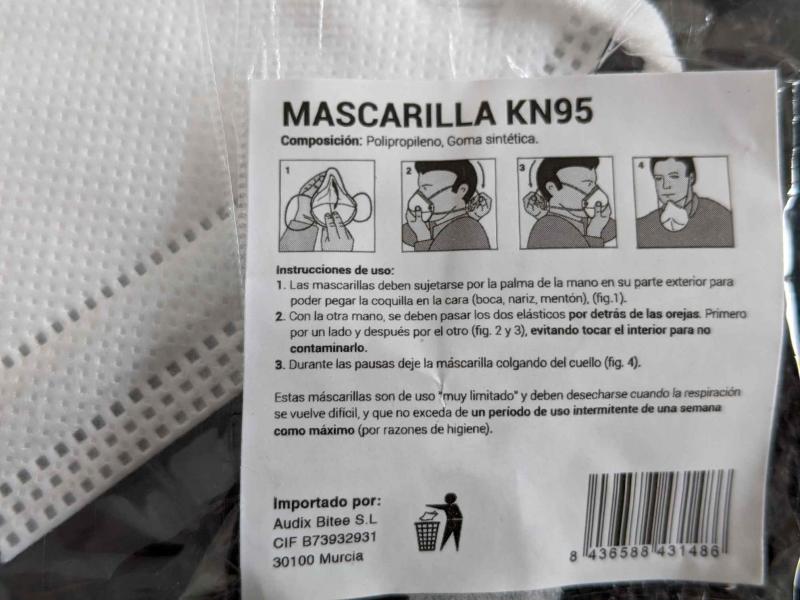 MASCARILLA KN95
Composición: Polipropileno, Goma sintética.
1
2
3
4
Instrucciones de uso:
1. Las mascarillas deben sujetarse por la palma de la mano en su parte exterior para
poder pegar la coquilla en la cara (boca, nariz, mentón), (fig.1).
2. Con la otra mano, se deben pasar los dos elásticos por detrás de las orejas. Primero
por un lado y después por el otro (fig. 2 y 3), evitando tocar el interior para no
contaminarlo.
3. Durante las pausas deje la máscarilla colgando del cuello (fig. 4).
Estas máscarillas son de uso "muy limitado" y deben desecharse cuando la respiración
se vuelve difícil, y que no exceda de un período de uso intermitente de una semana
como máximo (por razones de higiene).
Importado por:
Audix Bitee S.L
CIF B73932931
30100 Murcia
8 436588 431486